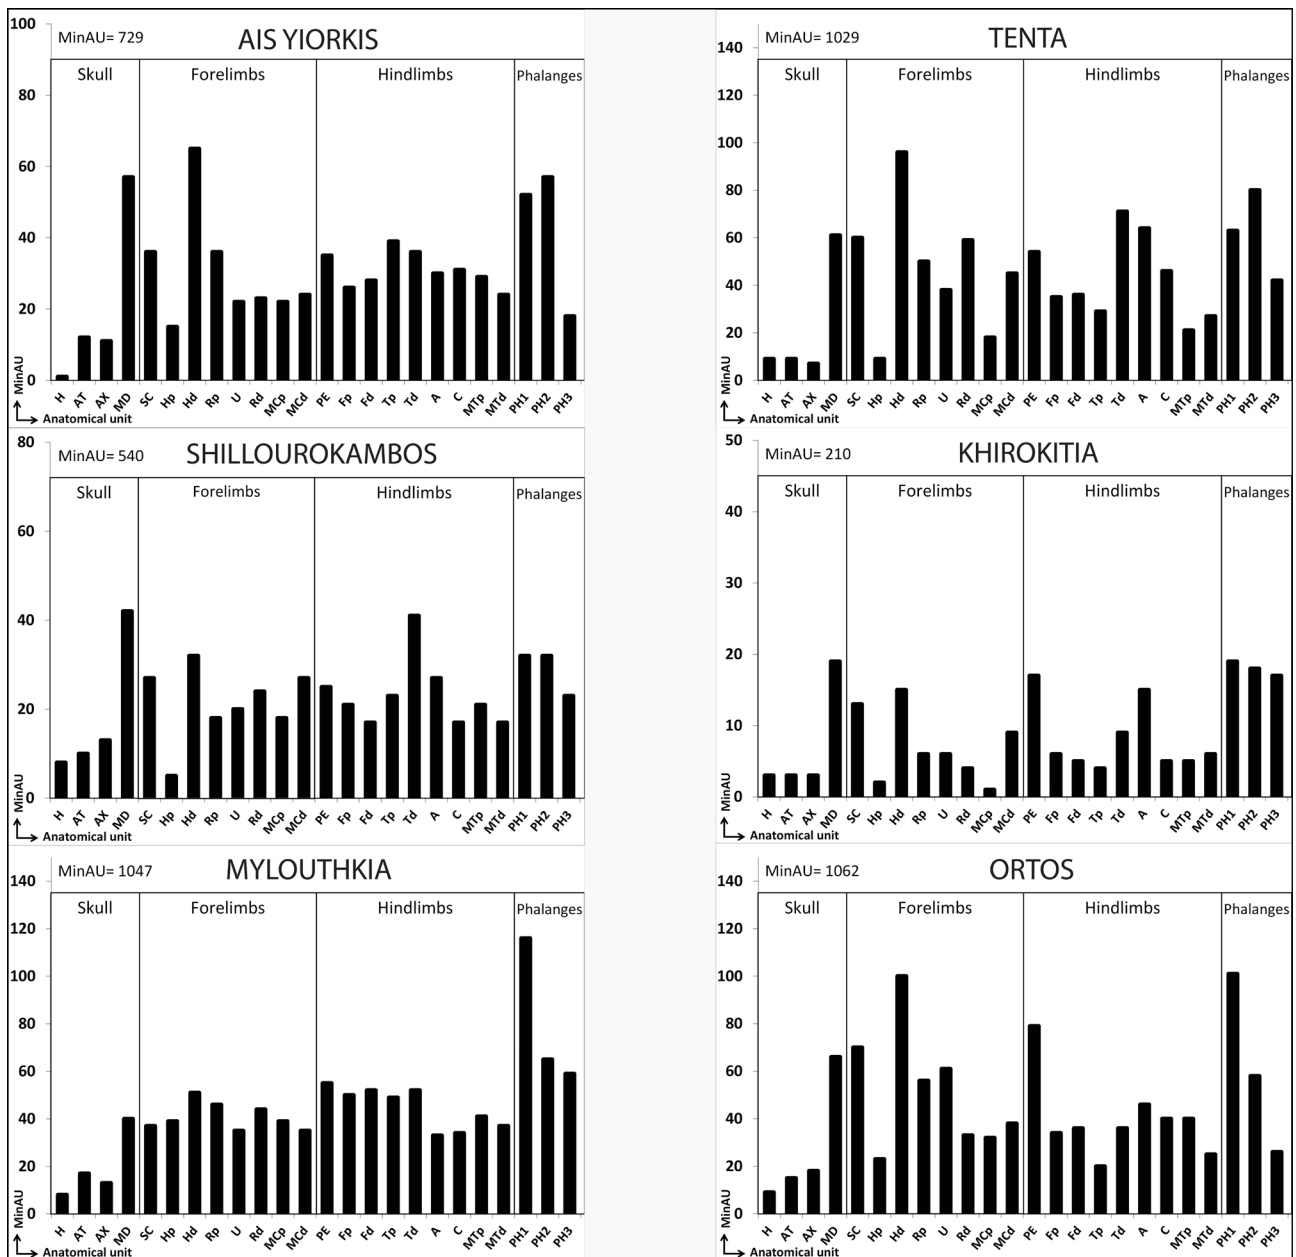 AIS YIORKIS
MinAU= 729
Skull Forelimbs Hindlimbs Phalanges
100
80
60
40
20
0
MinAU
H AT AX MD SC Hp Hd Rp U Rd MCp MCd PE Fp Fd Tp Td A C MTp MTd PH1 PH2 PH3
Anatomical unit
TENTA
MinAU= 1029
Skull Forelimbs Hindlimbs Phalanges
140
120
100
80
60
40
20
0
MinAU
H AT AX MD SC Hp Hd Rp U Rd MCp MCd PE Fp Fd Tp Td A C MTp MTd PH1 PH2 PH3
Anatomical unit
SHILLOUROKAMBOS
MinAU= 540
Skull Forelimbs Hindlimbs Phalanges
80
60
40
20
0
MinAU
H AT AX MD SC Hp Hd Rp U Rd MCp MCd PE Fp Fd Tp Td A C MTp MTd PH1 PH2 PH3
Anatomical unit
KHIROKITIA
MinAU= 210
Skull Forelimbs Hindlimbs Phalanges
50
40
30
20
10
0
MinAU
H AT AX MD SC Hp Hd Rp U Rd MCp MCd PE Fp Fd Tp Td A C MTp MTd PH1 PH2 PH3
Anatomical unit
MYLOUTHKIA
MinAU= 1047
Skull Forelimbs Hindlimbs Phalanges
140
120
100
80
60
40
20
0
MinAU
H AT AX MD SC Hp Hd Rp U Rd MCp MCd PE Fp Fd Tp Td A C MTp MTd PH1 PH2 PH3
Anatomical unit
ORTOS
MinAU= 1062
Skull Forelimbs Hindlimbs Phalanges
140
120
100
80
60
40
20
0
MinAU
H AT AX MD SC Hp Hd Rp U Rd MCp MCd PE Fp Fd Tp Td A C MTp MTd PH1 PH2 PH3
Anatomical unit